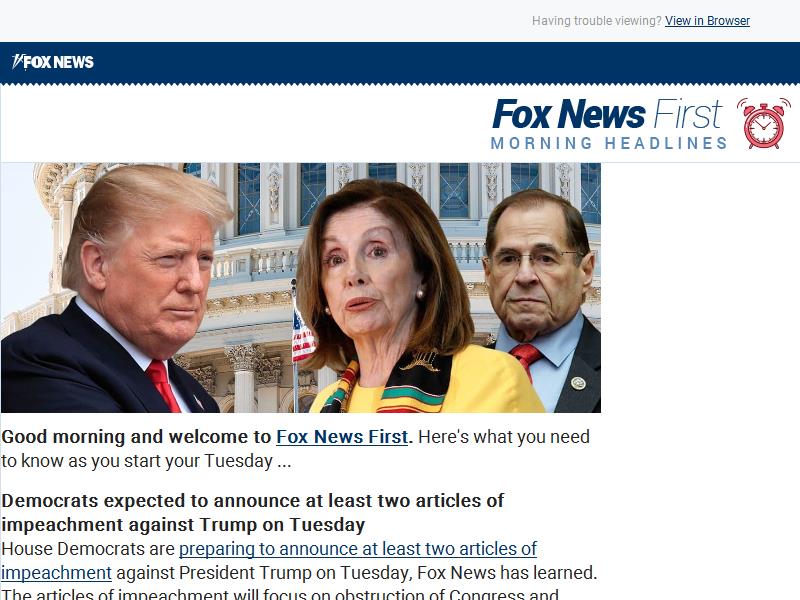 Having trouble viewing? View in Browser
FOX NEWS
Fox News First
MORNING HEADLINES
Good morning and welcome to Fox News First. Here's what you need
to know as you start your Tuesday ...
Democrats expected to announce at least two articles of
impeachment against Trump on Tuesday
House Democrats are preparing to announce at least two articles of
impeachment against President Trump on Tuesday, Fox News has learned.
The articles of impeachment will focus on obstruction of Congress and